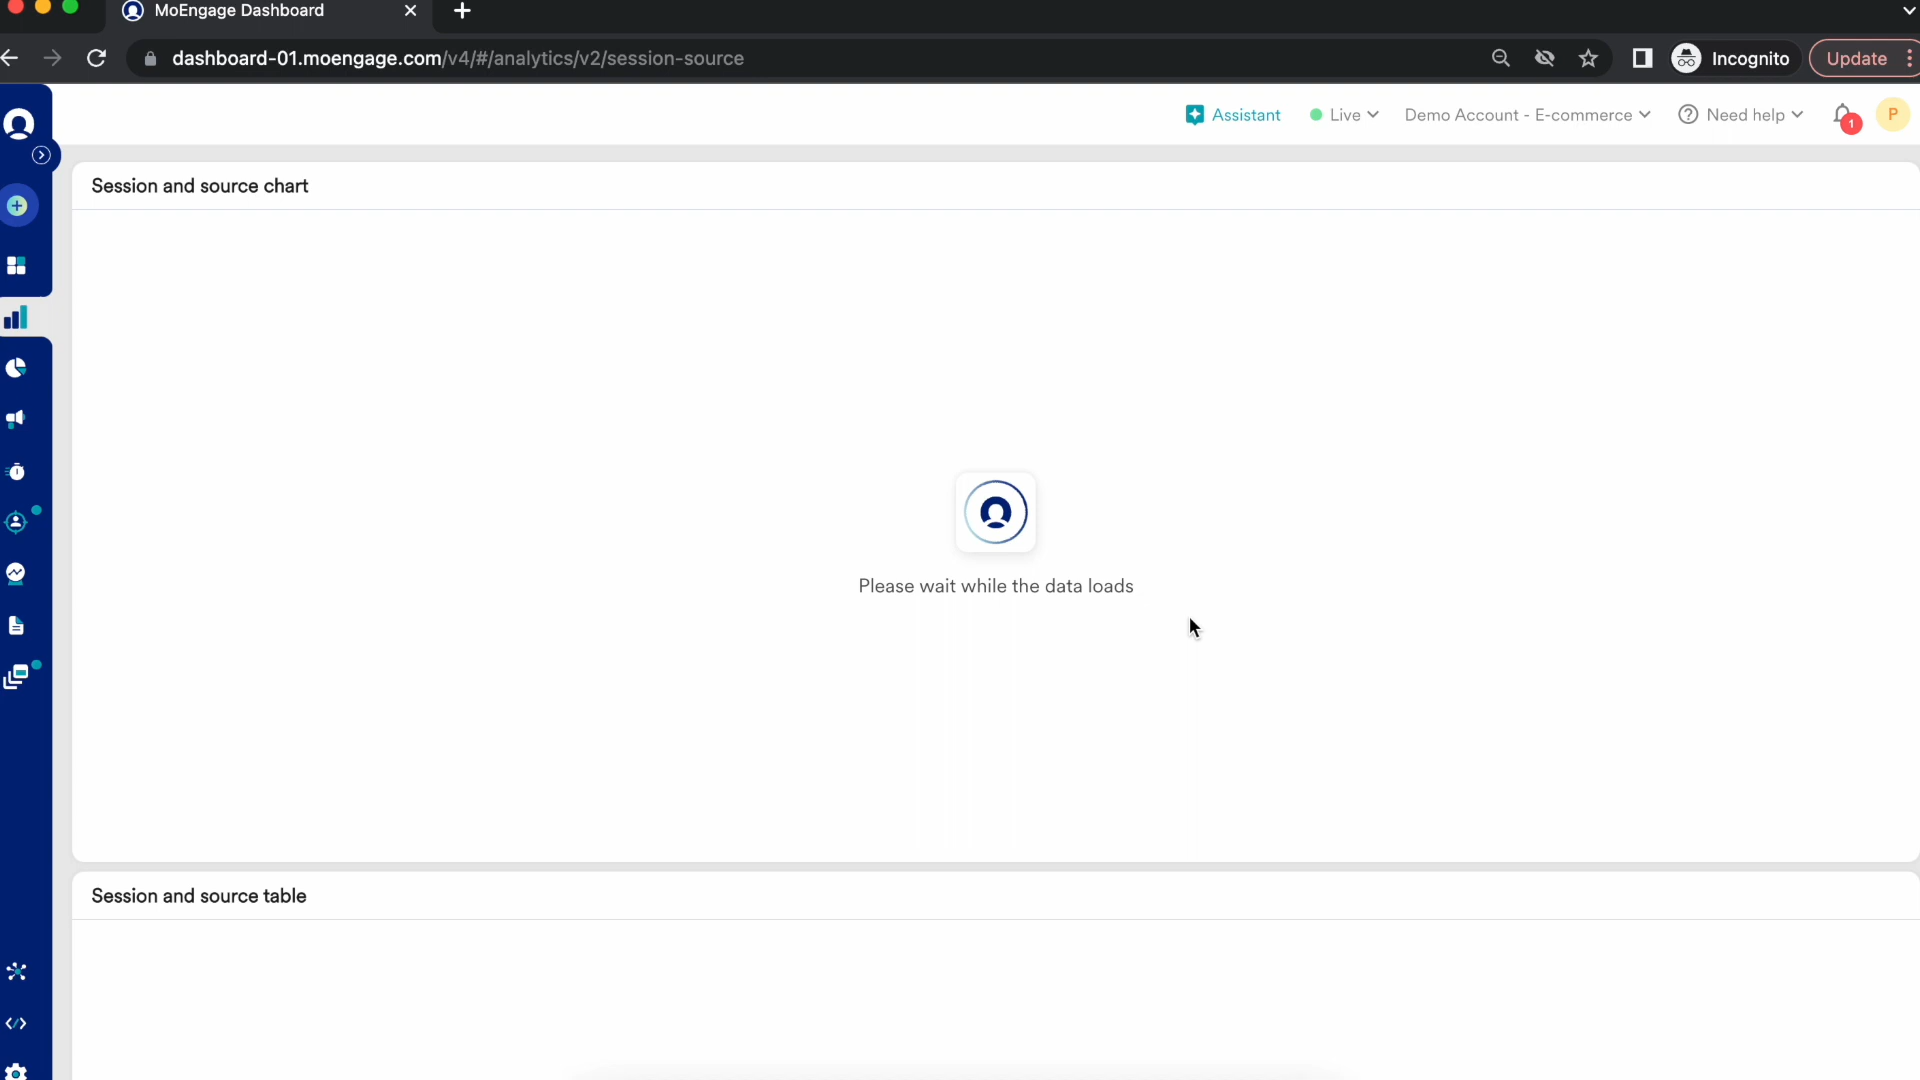 MoEngage Dashboard
dashboard-01.moengage.com/v4/#/analytics/v2/session-source
Incognito
Update
Assistant
Live
Demo Account - E-commerce
Need help
1
P
Session and source chart
Please wait while the data loads
Session and source table